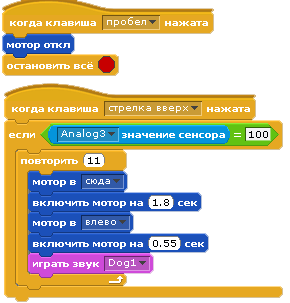 когда клавиша пробел нажата
мотор откл
остановить всё
когда клавиша стрелка вверх нажата
если Analog3 значение сенсора = 100
повторить 11
мотор в сюда
включить мотор на 1.8 сек
мотор в влево
включить мотор на 0.55 сек
играть звук Dog1